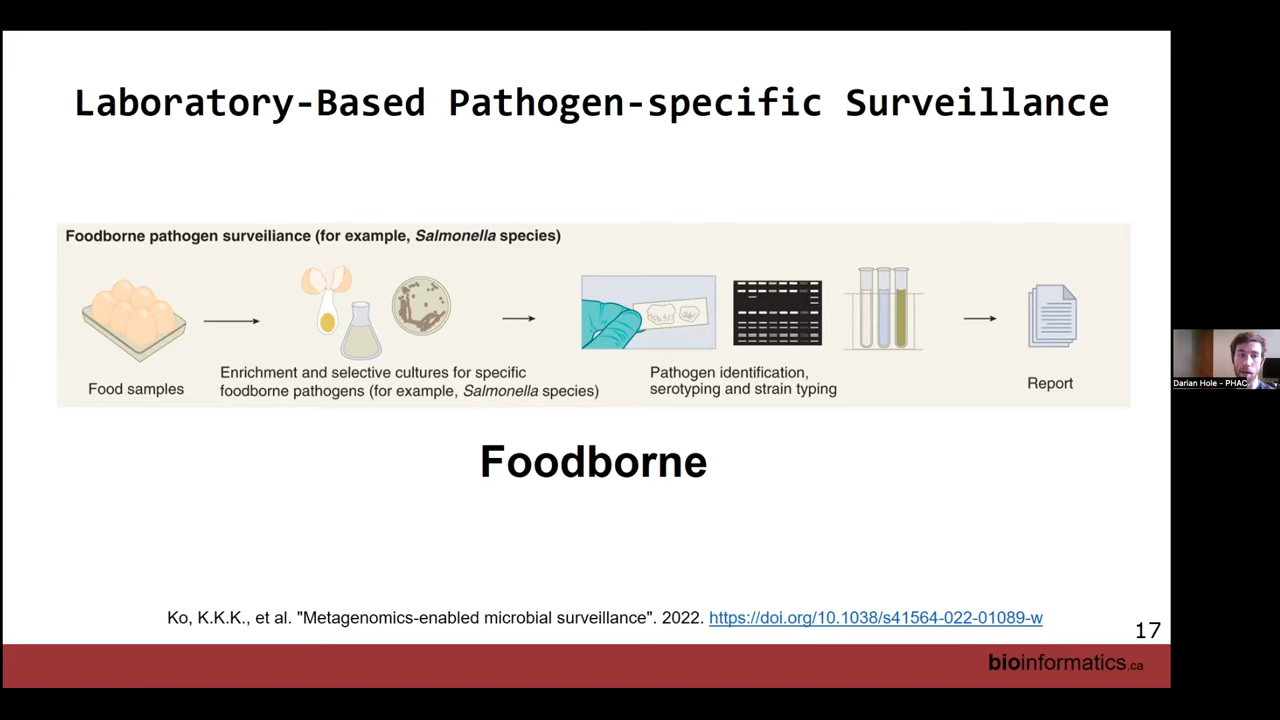 Laboratory-Based Pathogen-specific Surveillance
Foodborne pathogen surveiliance (for example, Salmonella species)
Food samples
Enrichment and selective cultures for specific
foodborne pathogens (for example, Salmonella species)
Pathogen identification,
serotyping and strain typing
Report
Darian Hole - PHAC
Foodborne
Ko, K.K.K., et al. "Metagenomics-enabled microbial surveillance". 2022. https://doi.org/10.1038/s41564-022-01089-w
17
bioinformatics.ca